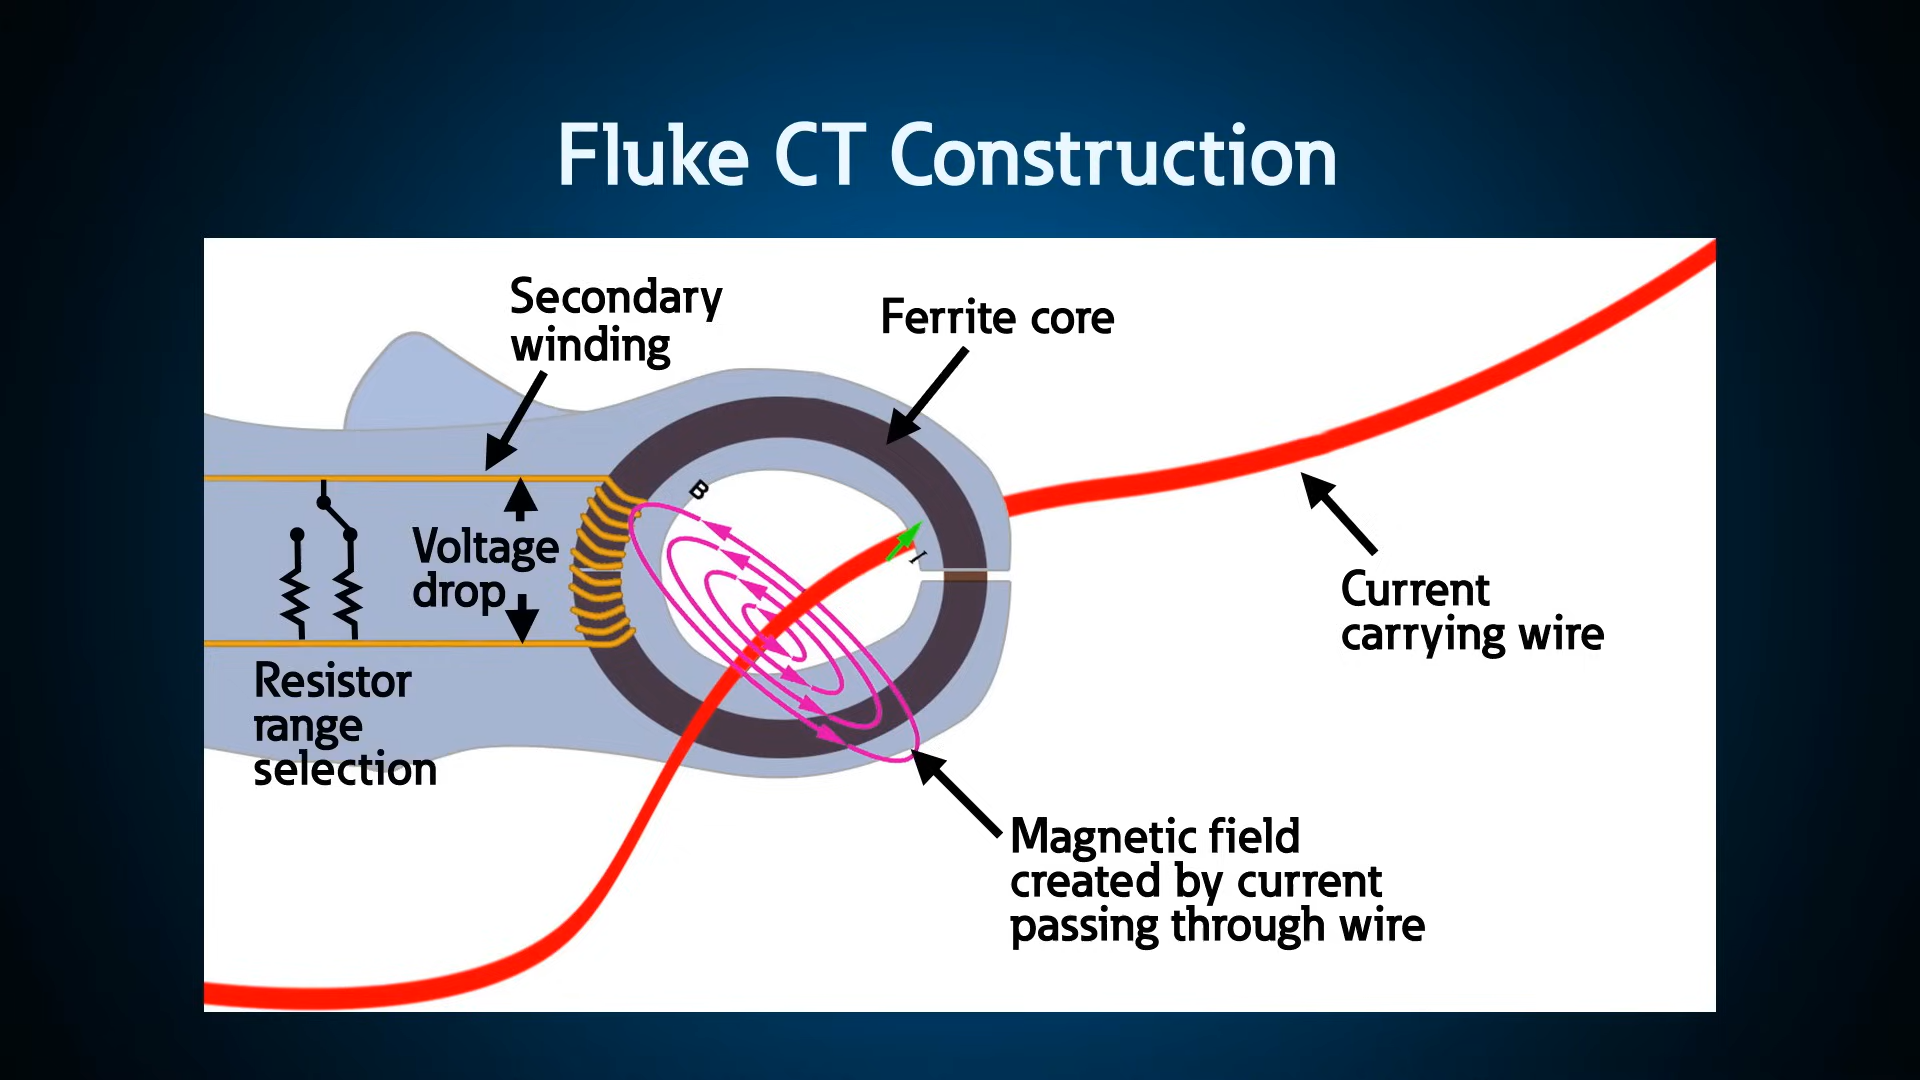 Fluke CT Construction
Secondary
winding
Ferrite core
B
Voltage
drop
I
Current
carrying wire
Resistor
range
selection
Magnetic field
created by current
passing through wire